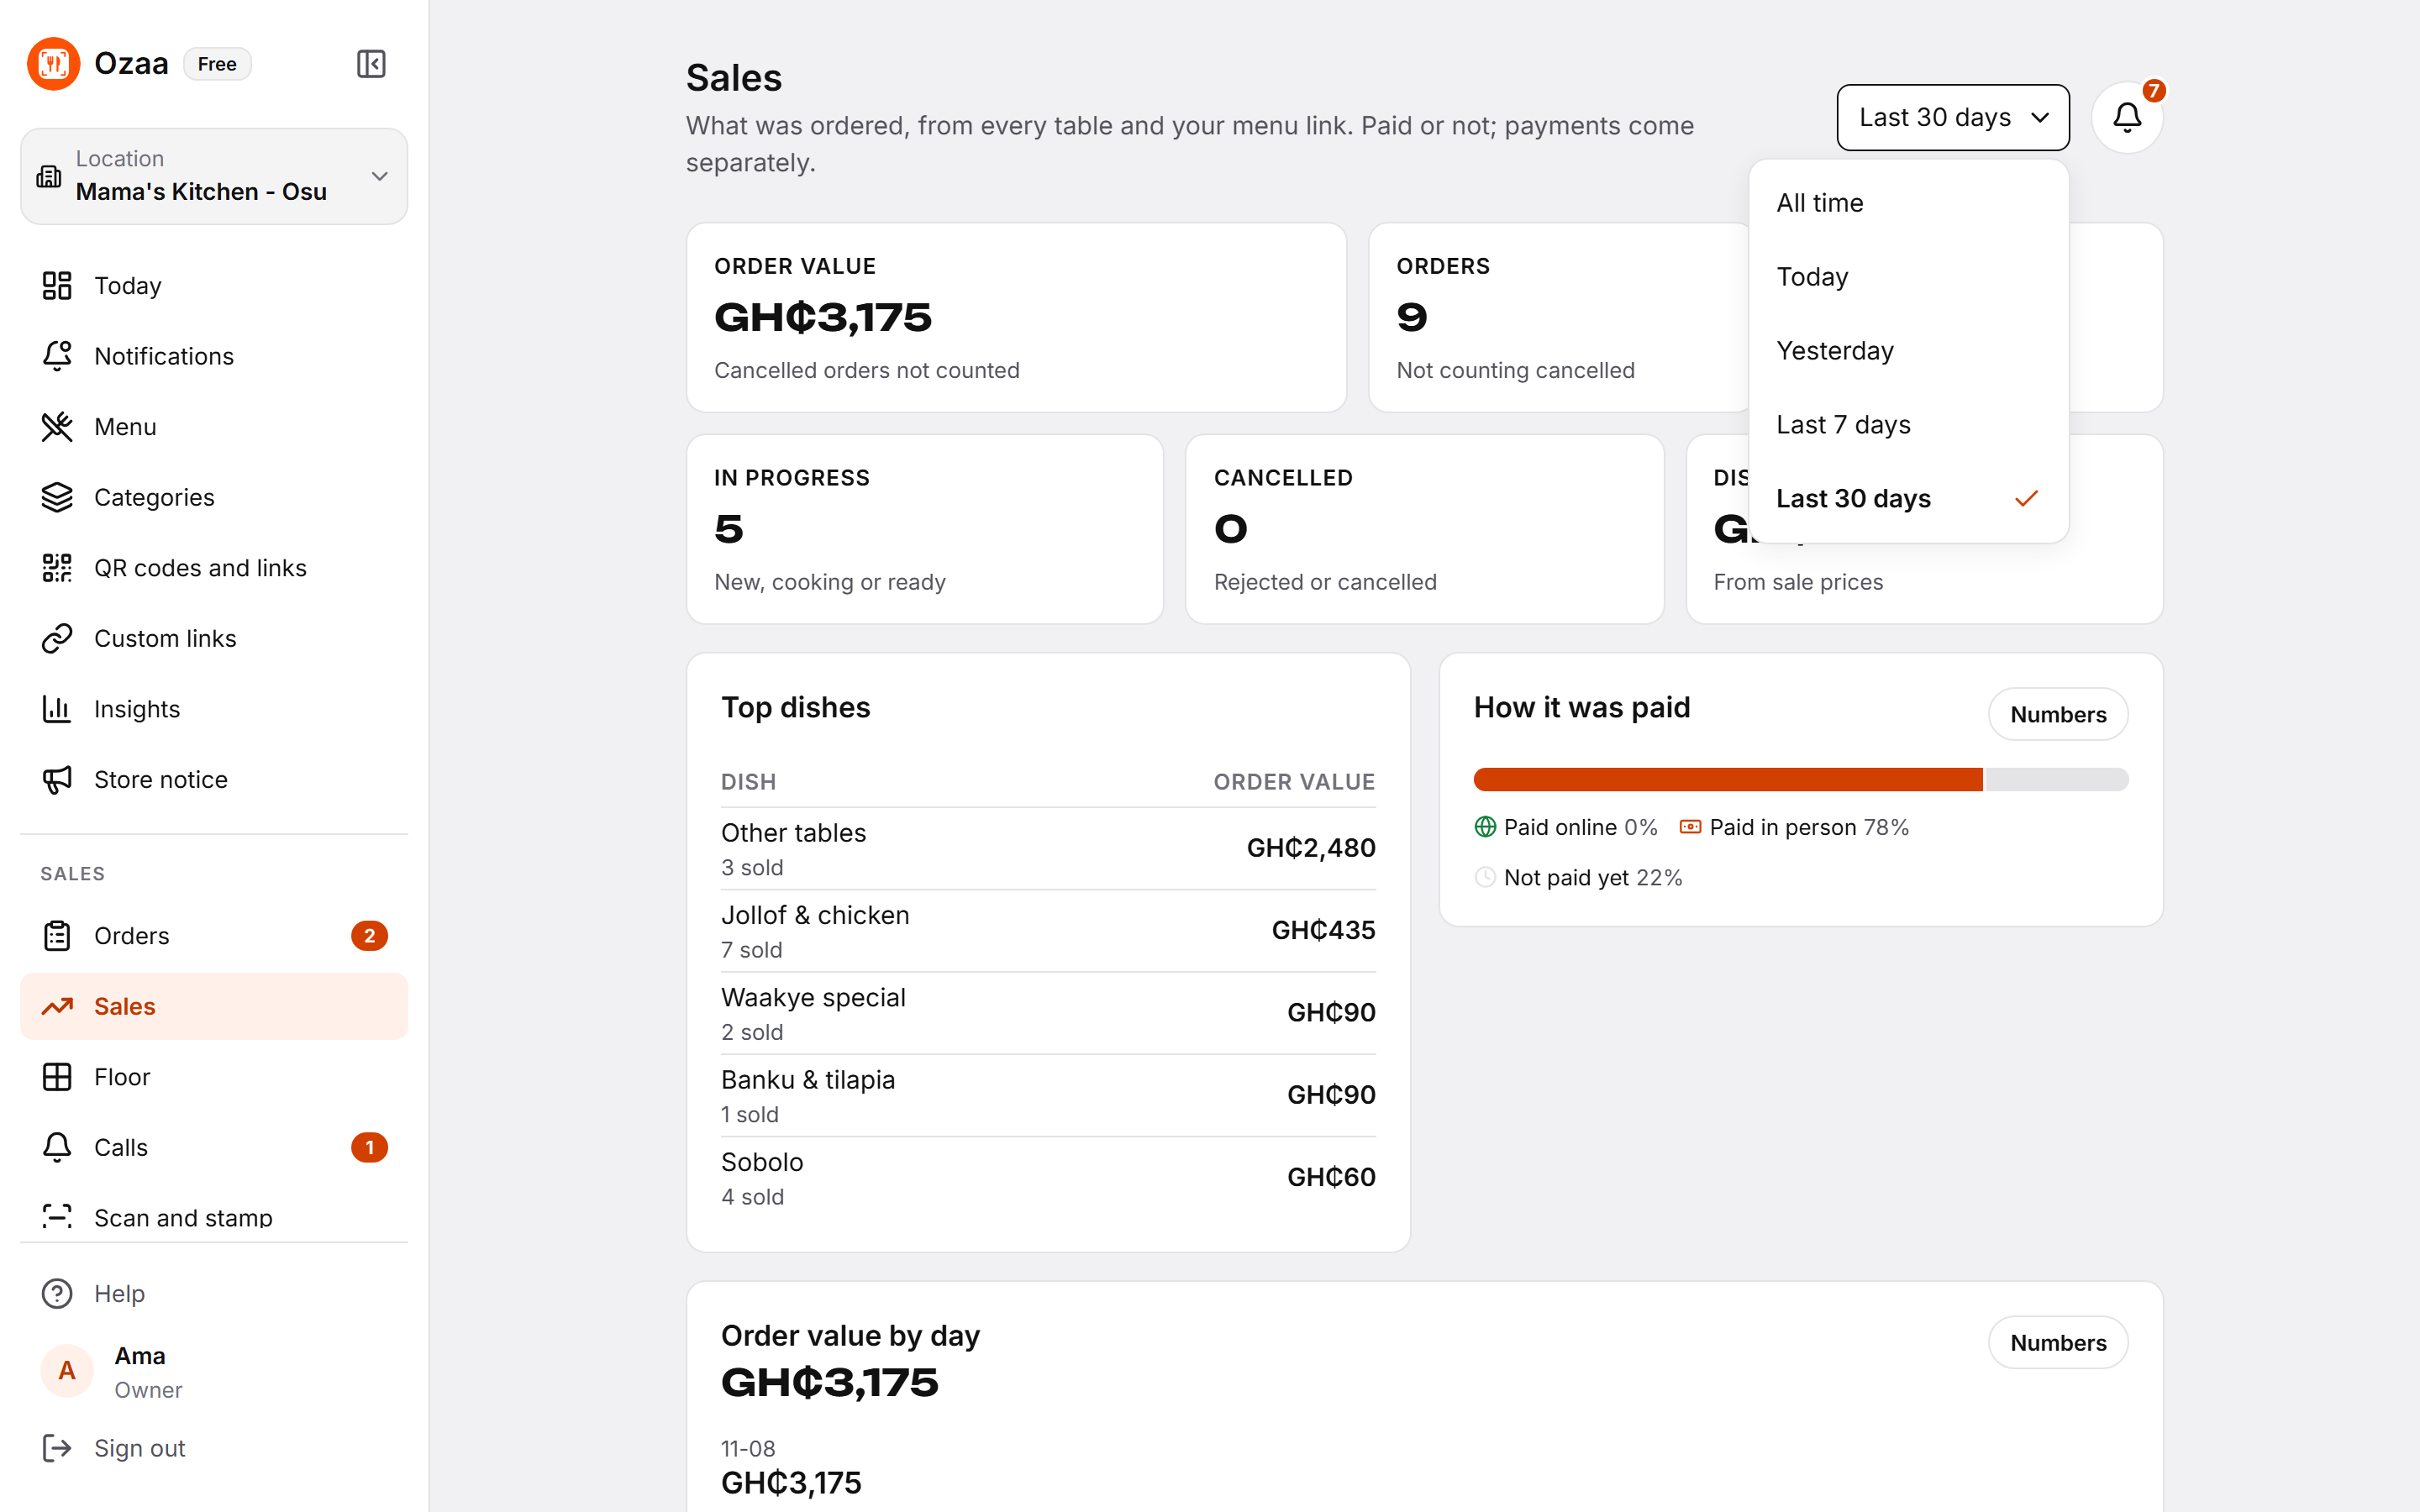 Ozaa Free
Location
Mama's Kitchen - Osu
Today
Notifications
Menu
Categories
QR codes and links
Custom links
Insights
Store notice
SALES
Orders 2
Sales
Floor
Calls 1
Scan and stamp
Help
A Ama
Owner
Sign out
Sales
What was ordered, from every table and your menu link. Paid or not; payments come
separately.
Last 30 days
7
All time
Today
Yesterday
Last 7 days
Last 30 days
ORDER VALUE
GH₵3,175
Cancelled orders not counted
ORDERS
9
Not counting cancelled
IN PROGRESS
5
New, cooking or ready
CANCELLED
0
Rejected or cancelled
From sale prices
Top dishes
DISH ORDER VALUE
Other tables
3 sold
GH₵2,480
Jollof & chicken
7 sold
GH₵435
Waakye special
2 sold
GH₵90
Banku & tilapia
1 sold
GH₵90
Sobolo
4 sold
GH₵60
How it was paid
Numbers
Paid online 0% Paid in person 78%
Not paid yet 22%
Order value by day
GH₵3,175
Numbers
11-08
GH₵3,175